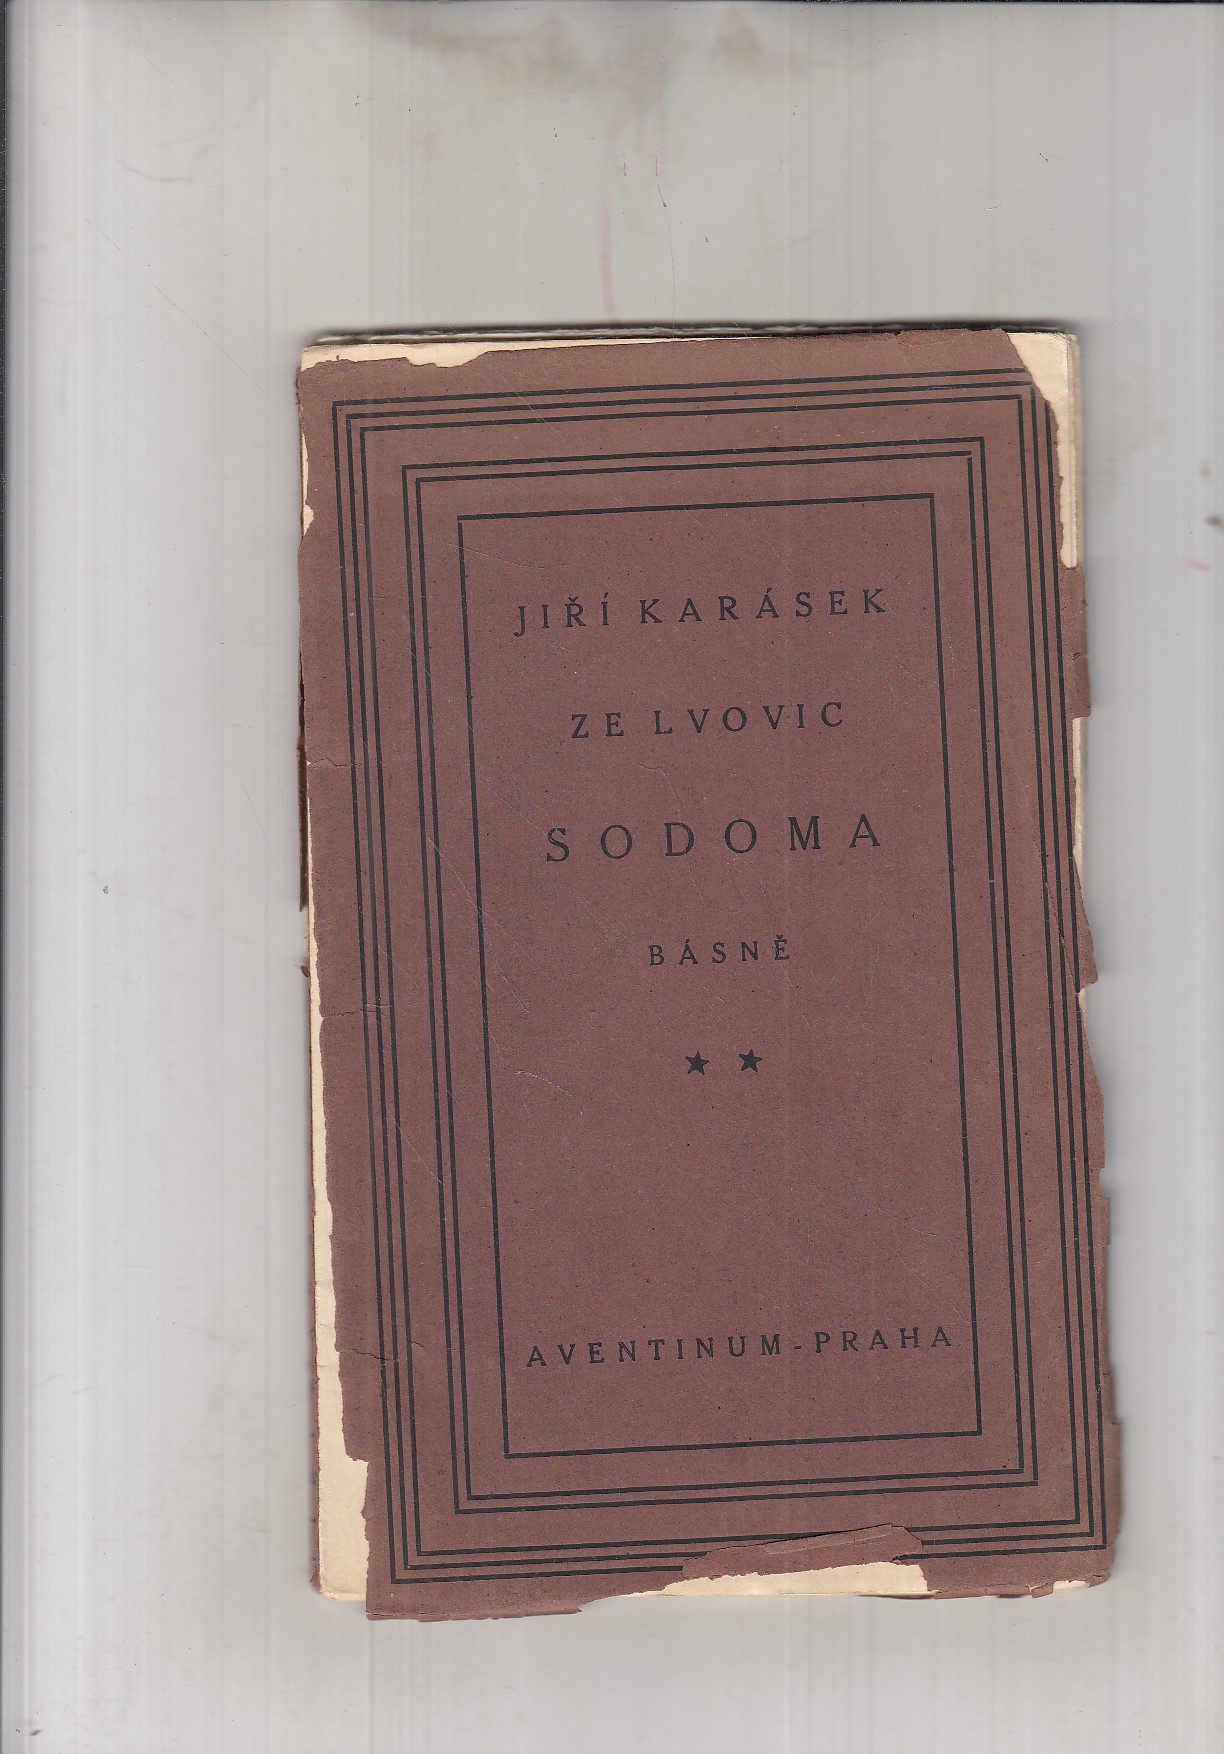 JIŘÍ KARÁSEK
ZE LVOVIC
SODOMA
BÁSNĚ
★ ★
AVENTINUM-PRAHA